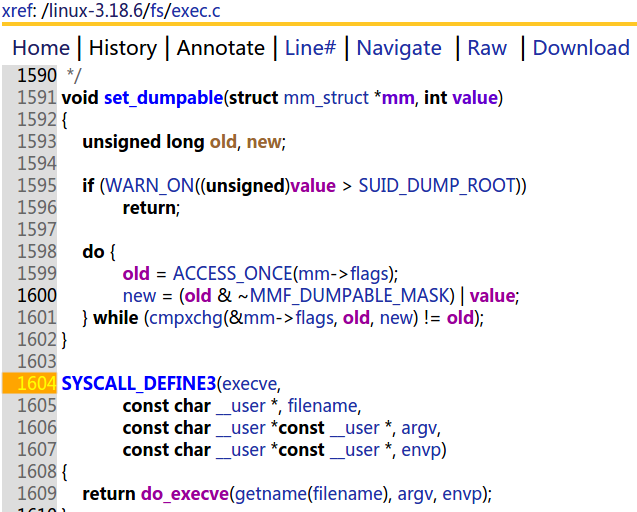 xref: /linux-3.18.6/fs/exec.c
Home | History | Annotate | Line# | Navigate | Raw | Download
1590 */
1591 void set_dumpable(struct mm_struct *mm, int value)
1592 {
1593 unsigned long old, new;
1594
1595 if (WARN_ON((unsigned)value > SUID_DUMP_ROOT))
1596 return;
1597
1598 do {
1599 old = ACCESS_ONCE(mm->flags);
1600 new = (old & ~MMF_DUMPABLE_MASK) | value;
1601 } while (cmpxchg(&mm->flags, old, new) != old);
1602 }
1603
1604 SYSCALL_DEFINE3(execve,
1605 const char __user *, filename,
1606 const char __user *const __user *, argv,
1607 const char __user *const __user *, envp)
1608 {
1609 return do_execve(getname(filename), argv, envp);
1610 }